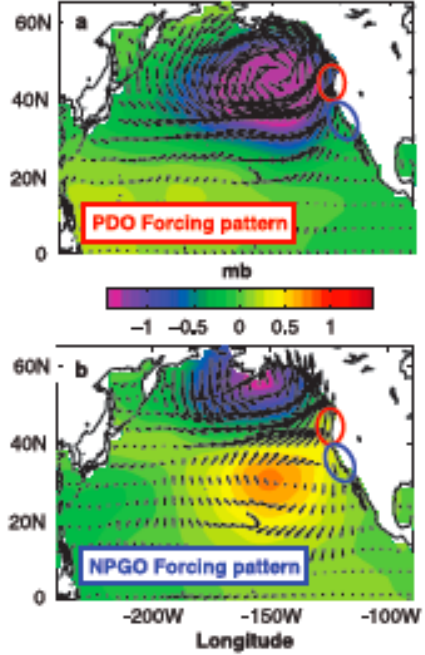 60N
a
40N
20N
PDO Forcing pattern
0
mb
−1 −0.5 0 0.5 1
60N
b
40N
20N
NPGO Forcing pattern
0
-200W -150W -100W
Longitude